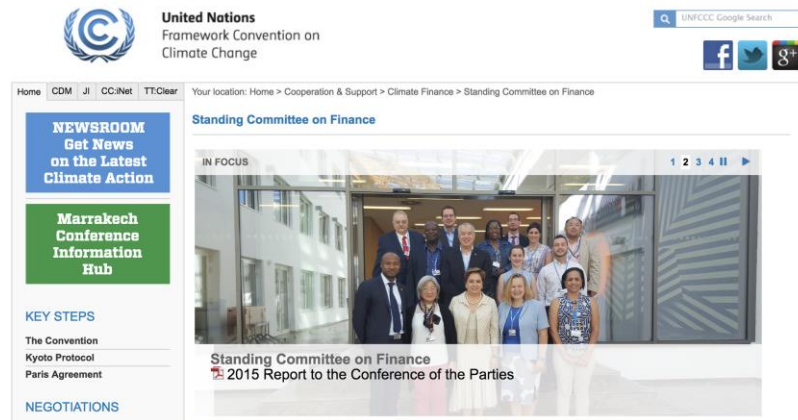 United Nations
Framework Convention on
Climate Change
UNFCCC Google Search
f
g+
Home
CDM
JI
CC:iNet
TT:Clear
Your location: Home > Cooperation & Support > Climate Finance > Standing Committee on Finance
NEWSROOM
Get News
on the Latest
Climate Action
Marrakech
Conference
Information
Hub
KEY STEPS
The Convention
Kyoto Protocol
Paris Agreement
NEGOTIATIONS
Standing Committee on Finance
IN FOCUS
1 2 3 4
Standing Committee on Finance
2015 Report to the Conference of the Parties